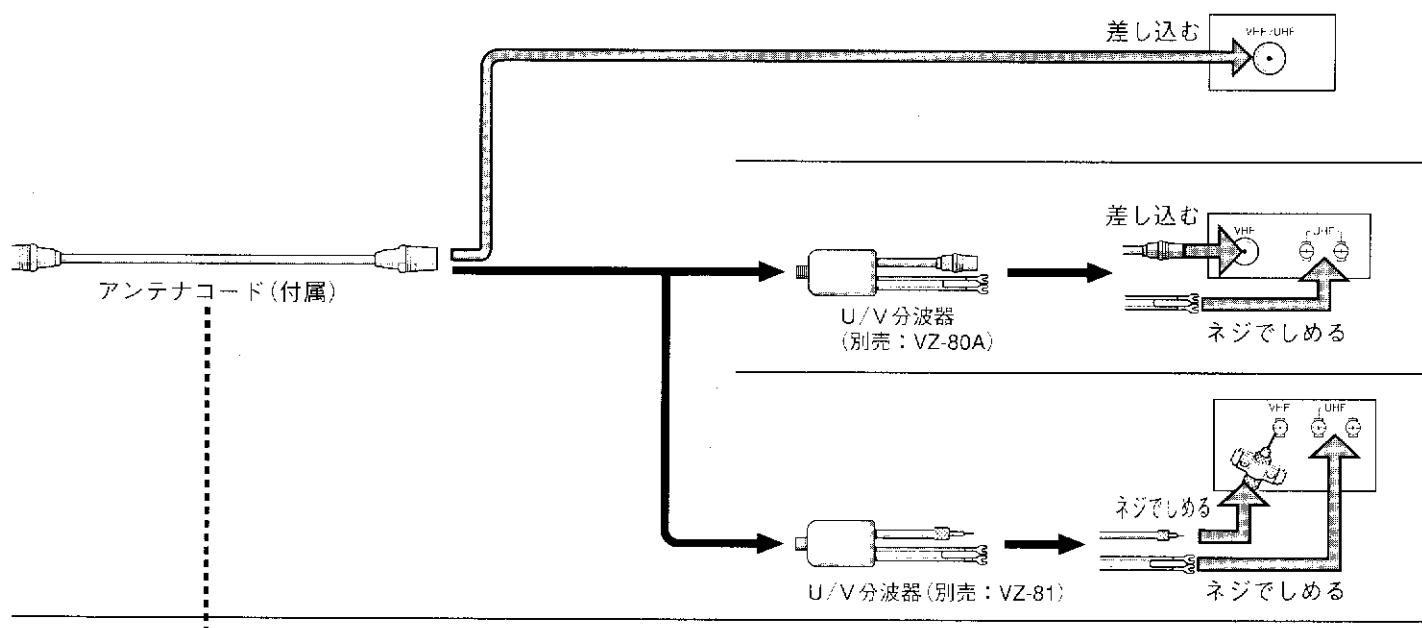 差し込む
VHF/UHF
アンテナコード(付属)
差し込む
VHF
UHF
U/V分波器
(別売:VZ-80A)
ネジでしめる
VHF
UHF
ネジでしめる
U/V分波器(別売:VZ-81)
ネジでしめる